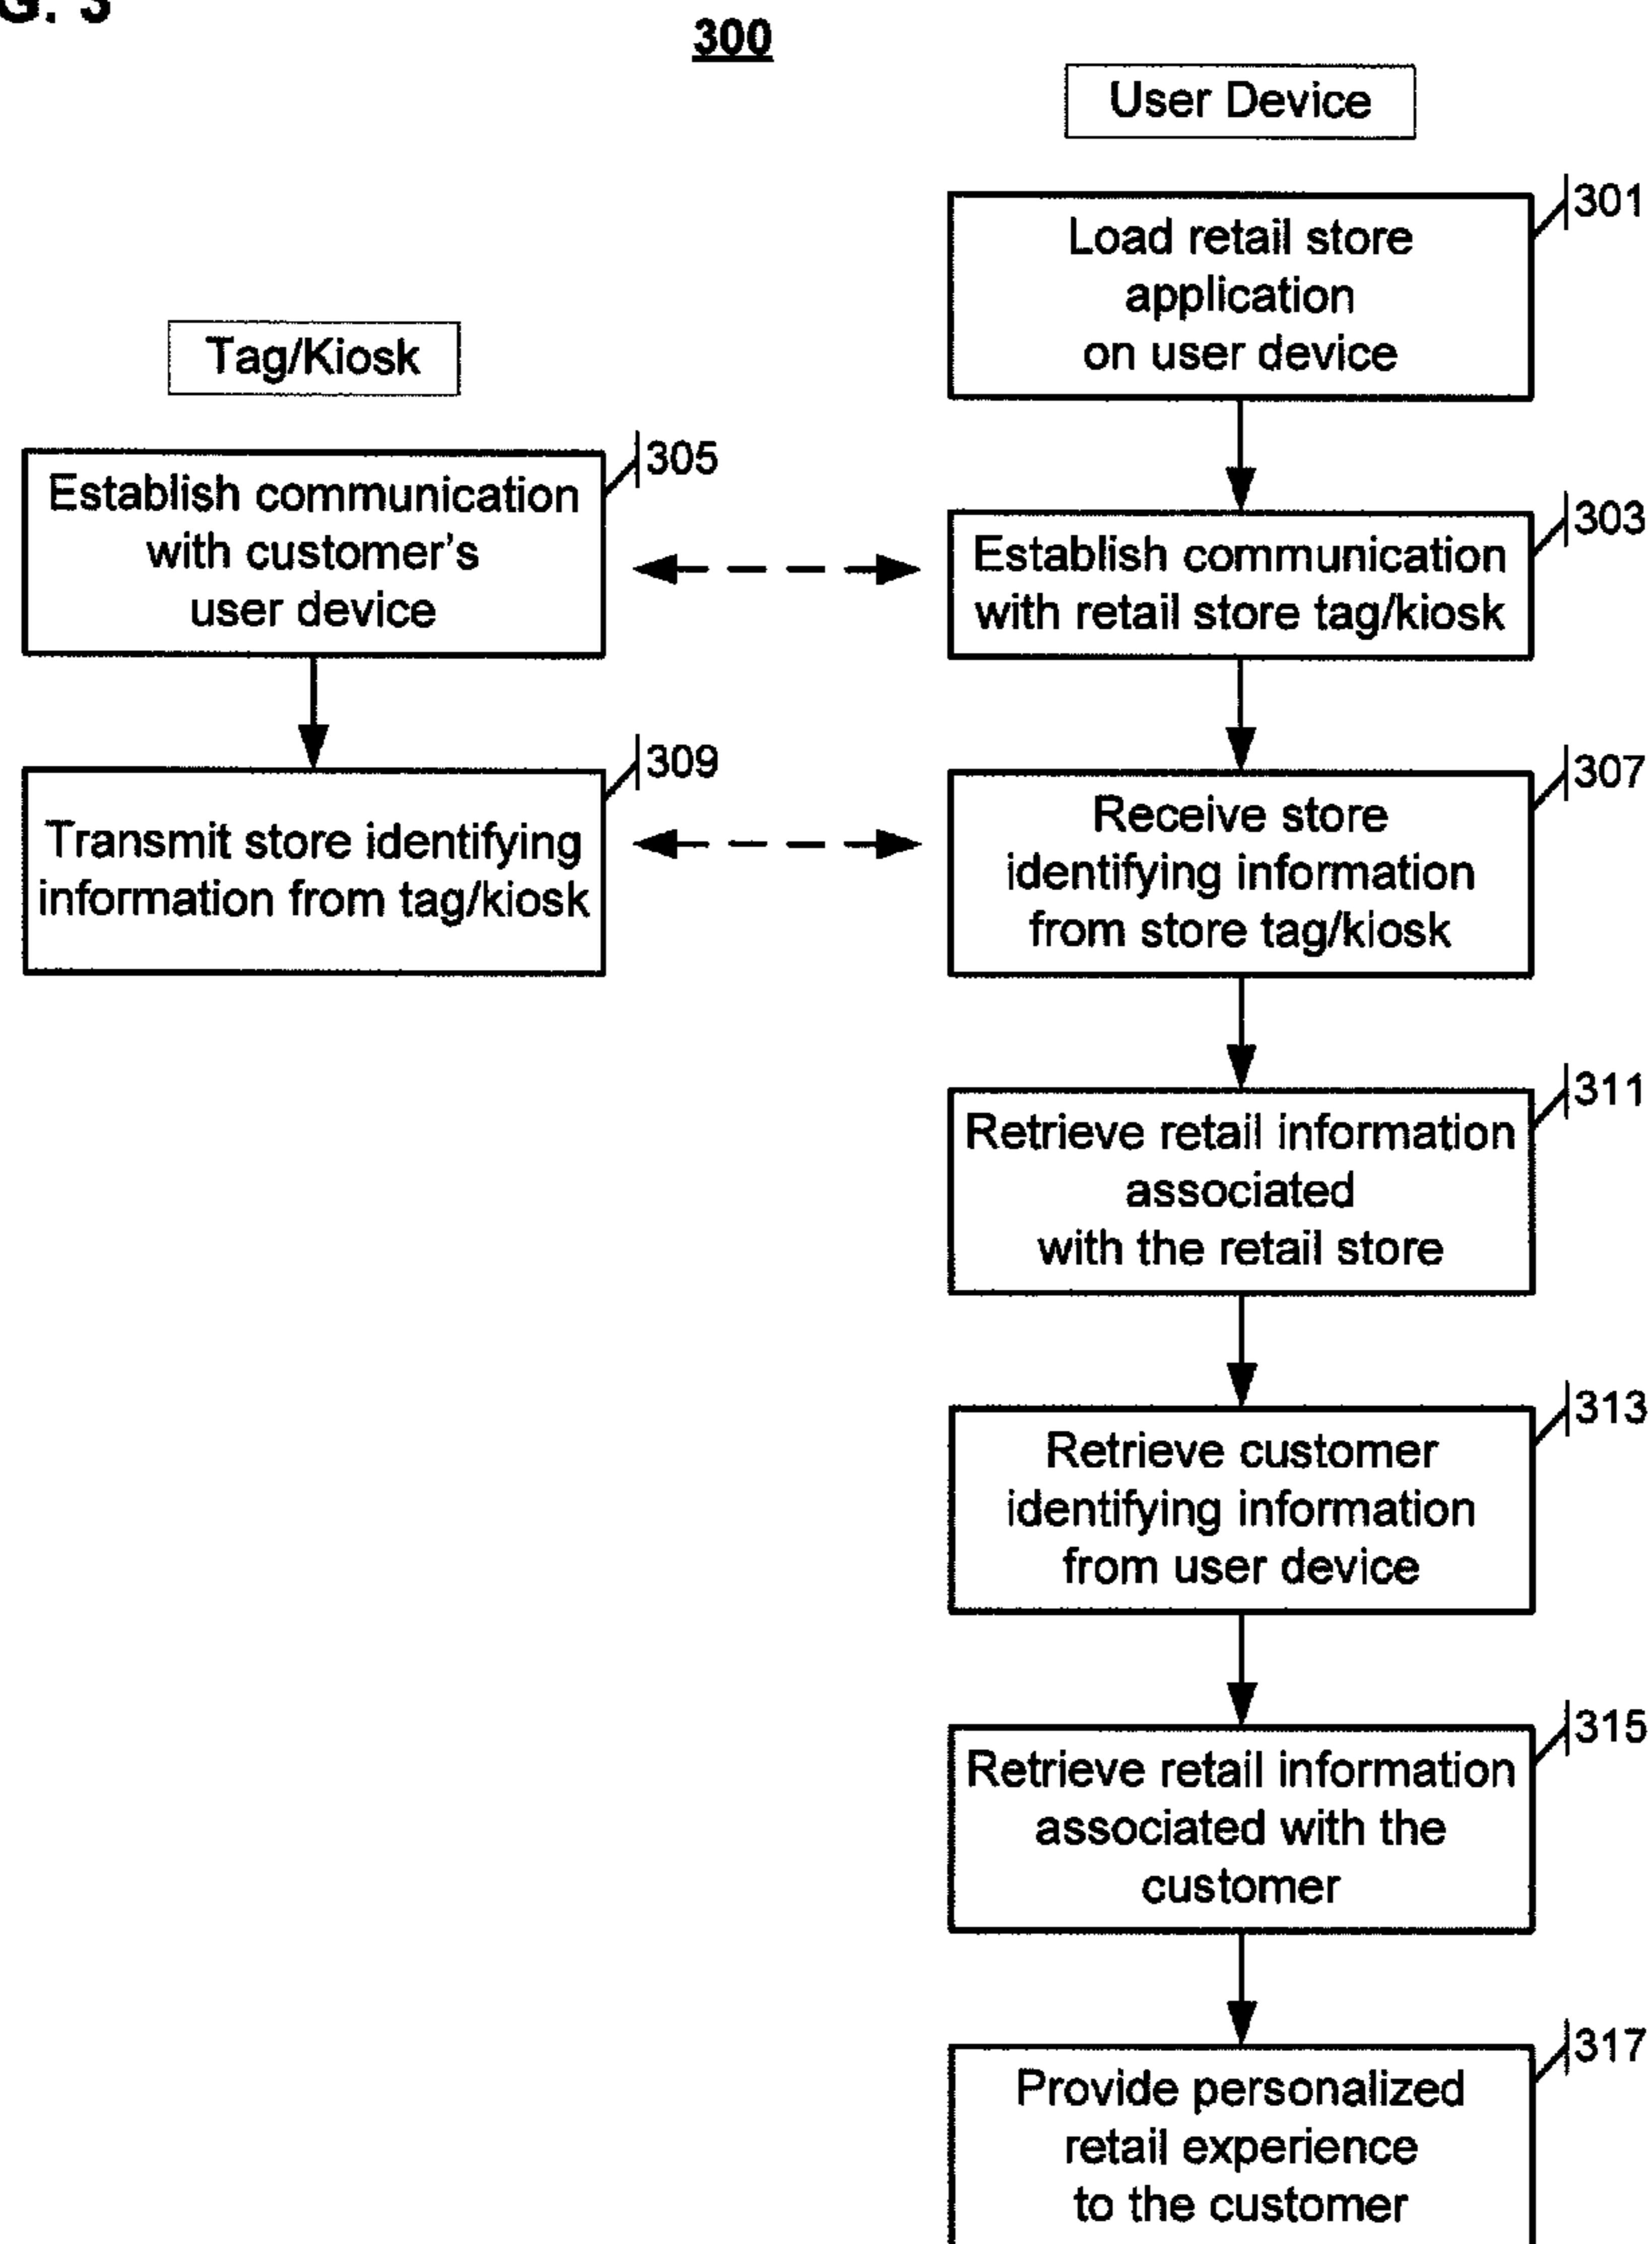 G. 3
300
User Device
301
Load retail store
application
on user device
Tag/Kiosk
305
Establish communication
with customer's
user device
303
Establish communication
with retail store tag/kiosk
309
Transmit store identifying
information from tag/kiosk
307
Receive store
identifying information
from store tag/kiosk
311
Retrieve retail information
associated
with the retail store
313
Retrieve customer
identifying information
from user device
315
Retrieve retail information
associated with the
customer
317
Provide personalized
retail experience
to the customer